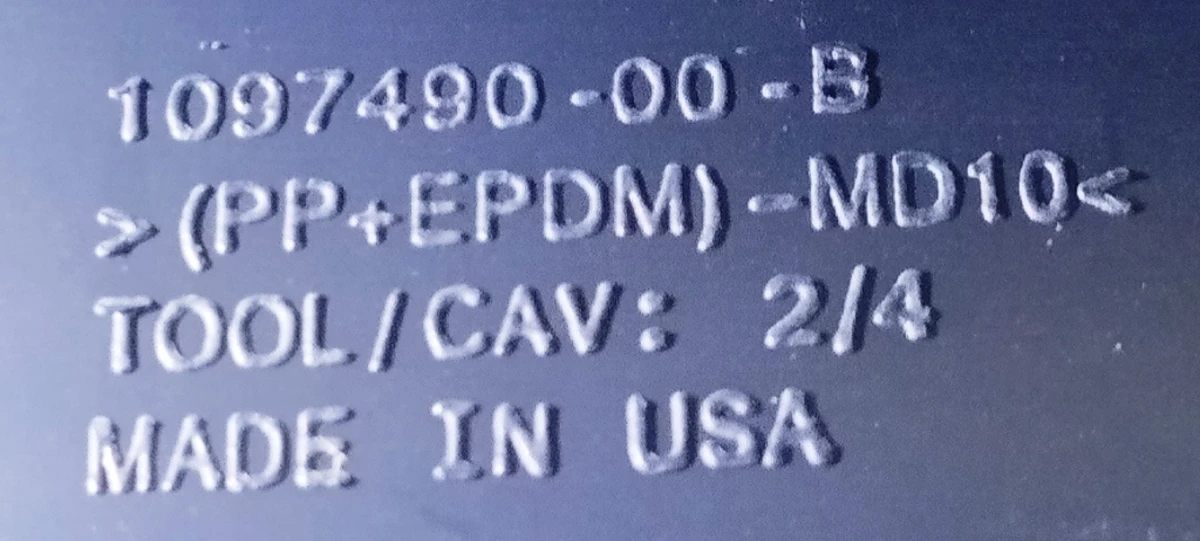 1097490-00-B
>(PP+EPDM)-MD10<
TOOL/CAV: 2/4
MADE IN USA